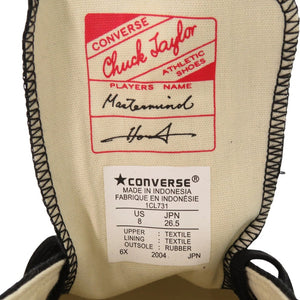 CONVERSE
Chuck Taylor
ATHLETIC
SHOES
PLAYERS NAME
Mastermind
★CONVERSE®
MADE IN INDONESIA
FABRIQUE EN INDONÉSIE
1CL731
US JPN
8 26.5
UPPER : TEXTILE
LINING : TEXTILE
OUTSOLE : RUBBER
6X 2004 JPN